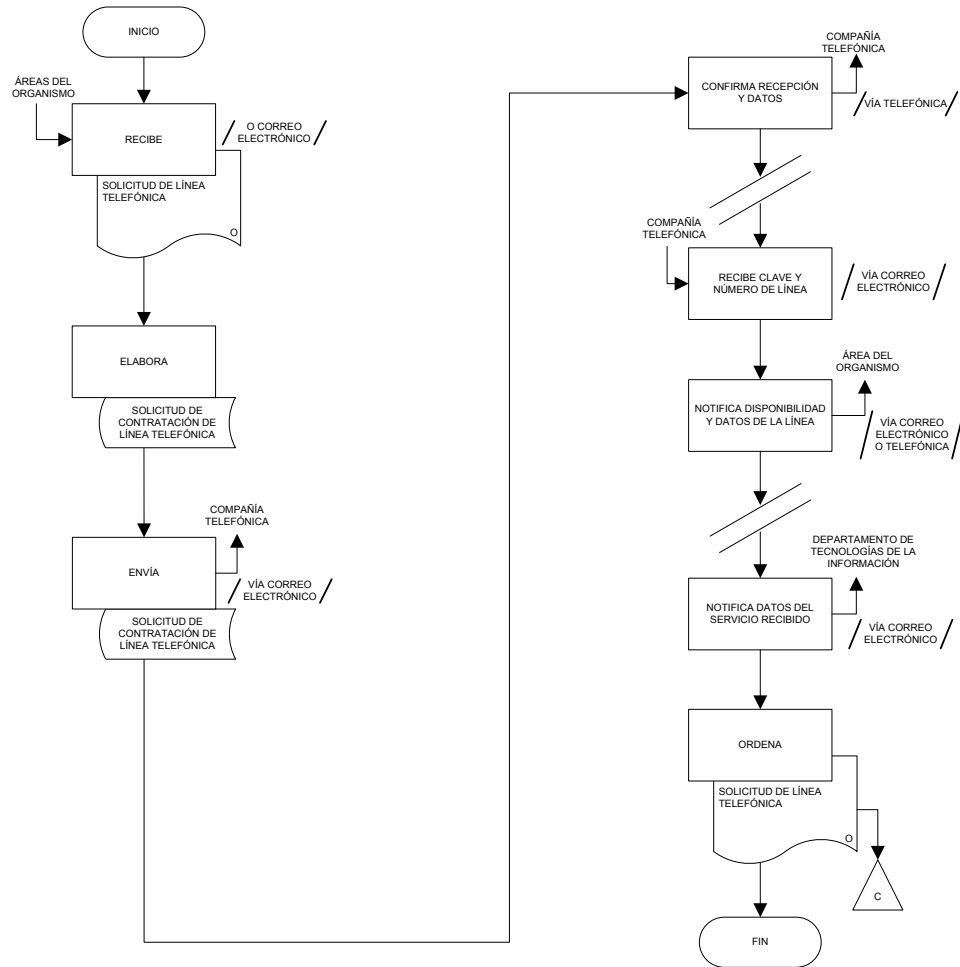 INICIO
ÁREAS DEL
ORGANISMO
RECIBE
O CORREO
ELECTRÓNICO
SOLICITUD DE LÍNEA
TELEFÓNICA
O
ELABORA
SOLICITUD DE
CONTRATACIÓN DE
LÍNEA TELEFÓNICA
COMPAÑÍA
TELEFÓNICA
ENVÍA
VÍA CORREO
ELECTRÓNICO
SOLICITUD DE
CONTRATACIÓN DE
LÍNEA TELEFÓNICA
COMPAÑÍA
TELEFÓNICA
CONFIRMA RECEPCIÓN
Y DATOS
VÍA TELEFÓNICA
COMPAÑÍA
TELEFÓNICA
RECIBE CLAVE Y
NÚMERO DE LÍNEA
VÍA CORREO
ELECTRÓNICO
ÁREA DEL
ORGANISMO
NOTIFICA DISPONIBILIDAD
Y DATOS DE LA LÍNEA
VÍA CORREO
ELECTRÓNICO
O TELEFÓNICA
DEPARTAMENTO DE
TECNOLOGÍAS DE LA
INFORMACIÓN
NOTIFICA DATOS DEL
SERVICIO RECIBIDO
VÍA CORREO
ELECTRÓNICO
ORDENA
SOLICITUD DE LÍNEA
TELEFÓNICA
O
C
FIN